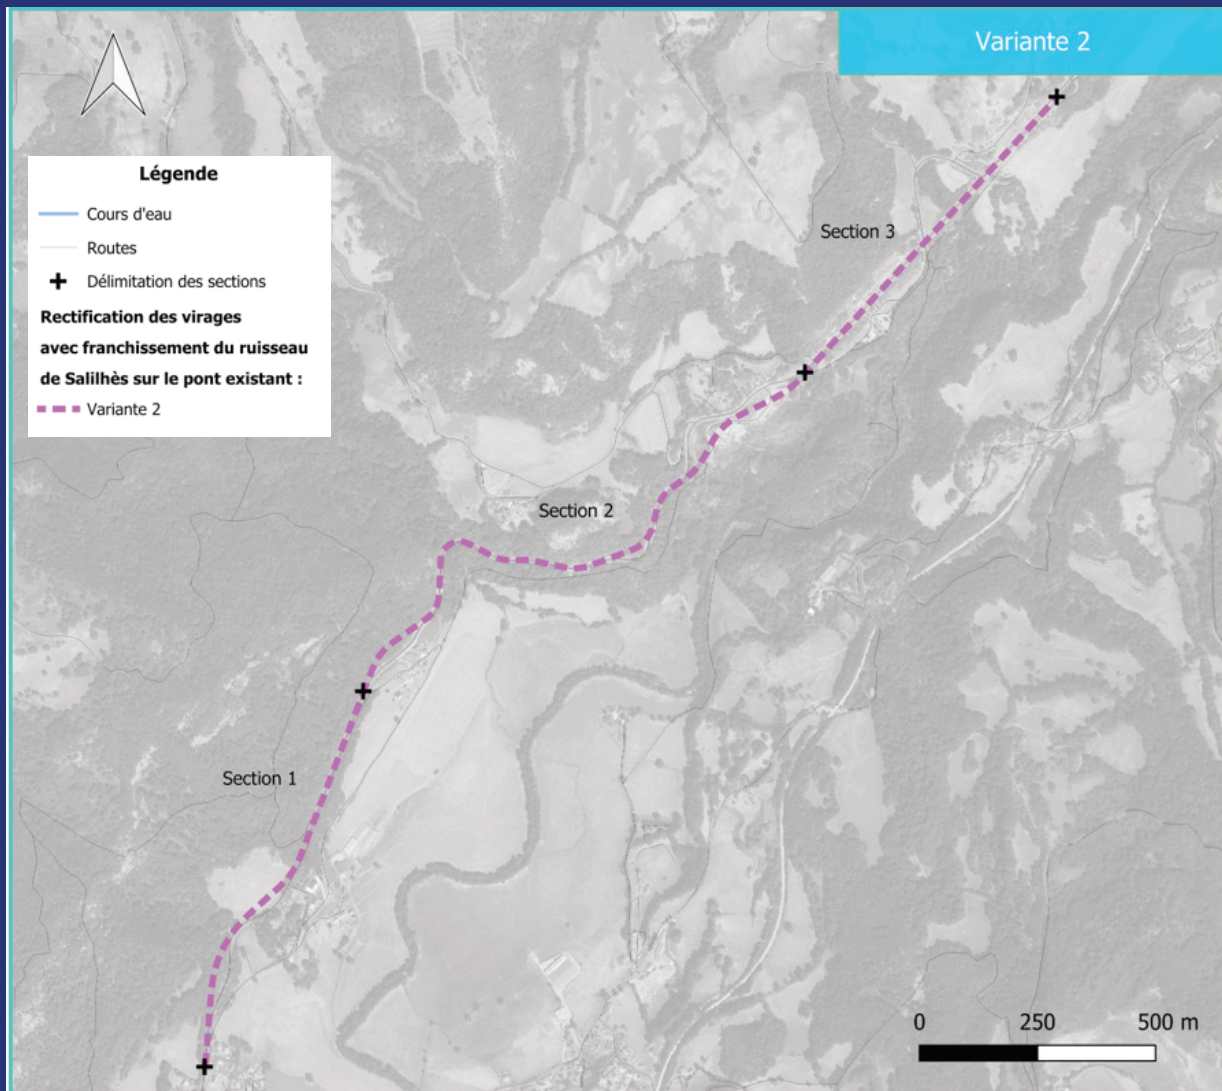 Variante 2
Légende
Cours d'eau
Routes
Délimitation des sections
Rectification des virages
avec franchissement du ruisseau
de Salilhès sur le pont existant :
Variante 2
Section 3
Section 2
Section 1
0 250 500 m